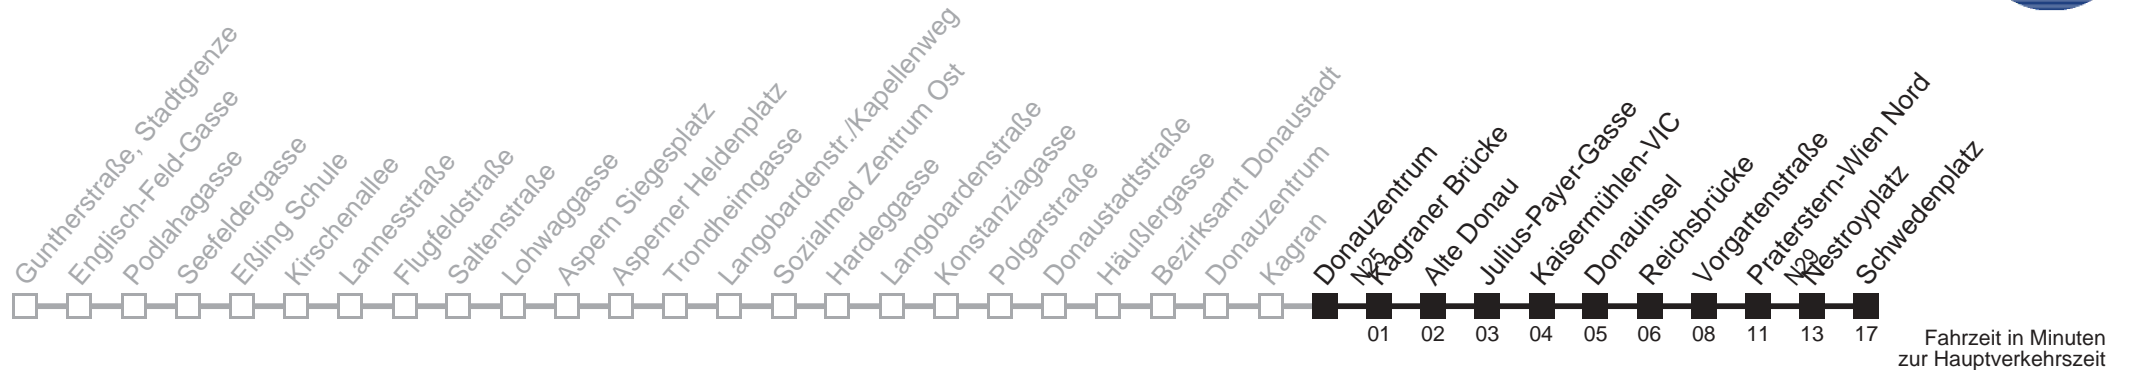 Guntherstraße, Stadtgrenze
Englisch-Feld-Gasse
Podlahagasse
Seefeldergasse
Eßling Schule
Kirschenallee
Lannesstraße
Flugfeldstraße
Saltenstraße
Lohwaggasse
Aspern Siegesplatz
Asperner Heldenplatz
Trondheimgasse
Langobardenstr./Kapellenweg
Sozialmed Zentrum Ost
Hardeggasse
Langobardenstraße
Konstanziagasse
Polgarstraße
Donaustadtstraße
Häußlergasse
Bezirksamt Donaustadt
Donauzentrum
Kagran
Donauzentrum
N25
Kagraner Brücke
Alte Donau
Julius-Payer-Gasse
Kaisermühlen-VIC
Donauinsel
Reichsbrücke
Vorgartenstraße
Praterstern-Wien Nord
N29
Nestroyplatz
Schwedenplatz
01 02 03 04 05 06 08 11 13 17
Fahrzeit in Minuten
zur Hauptverkehrszeit